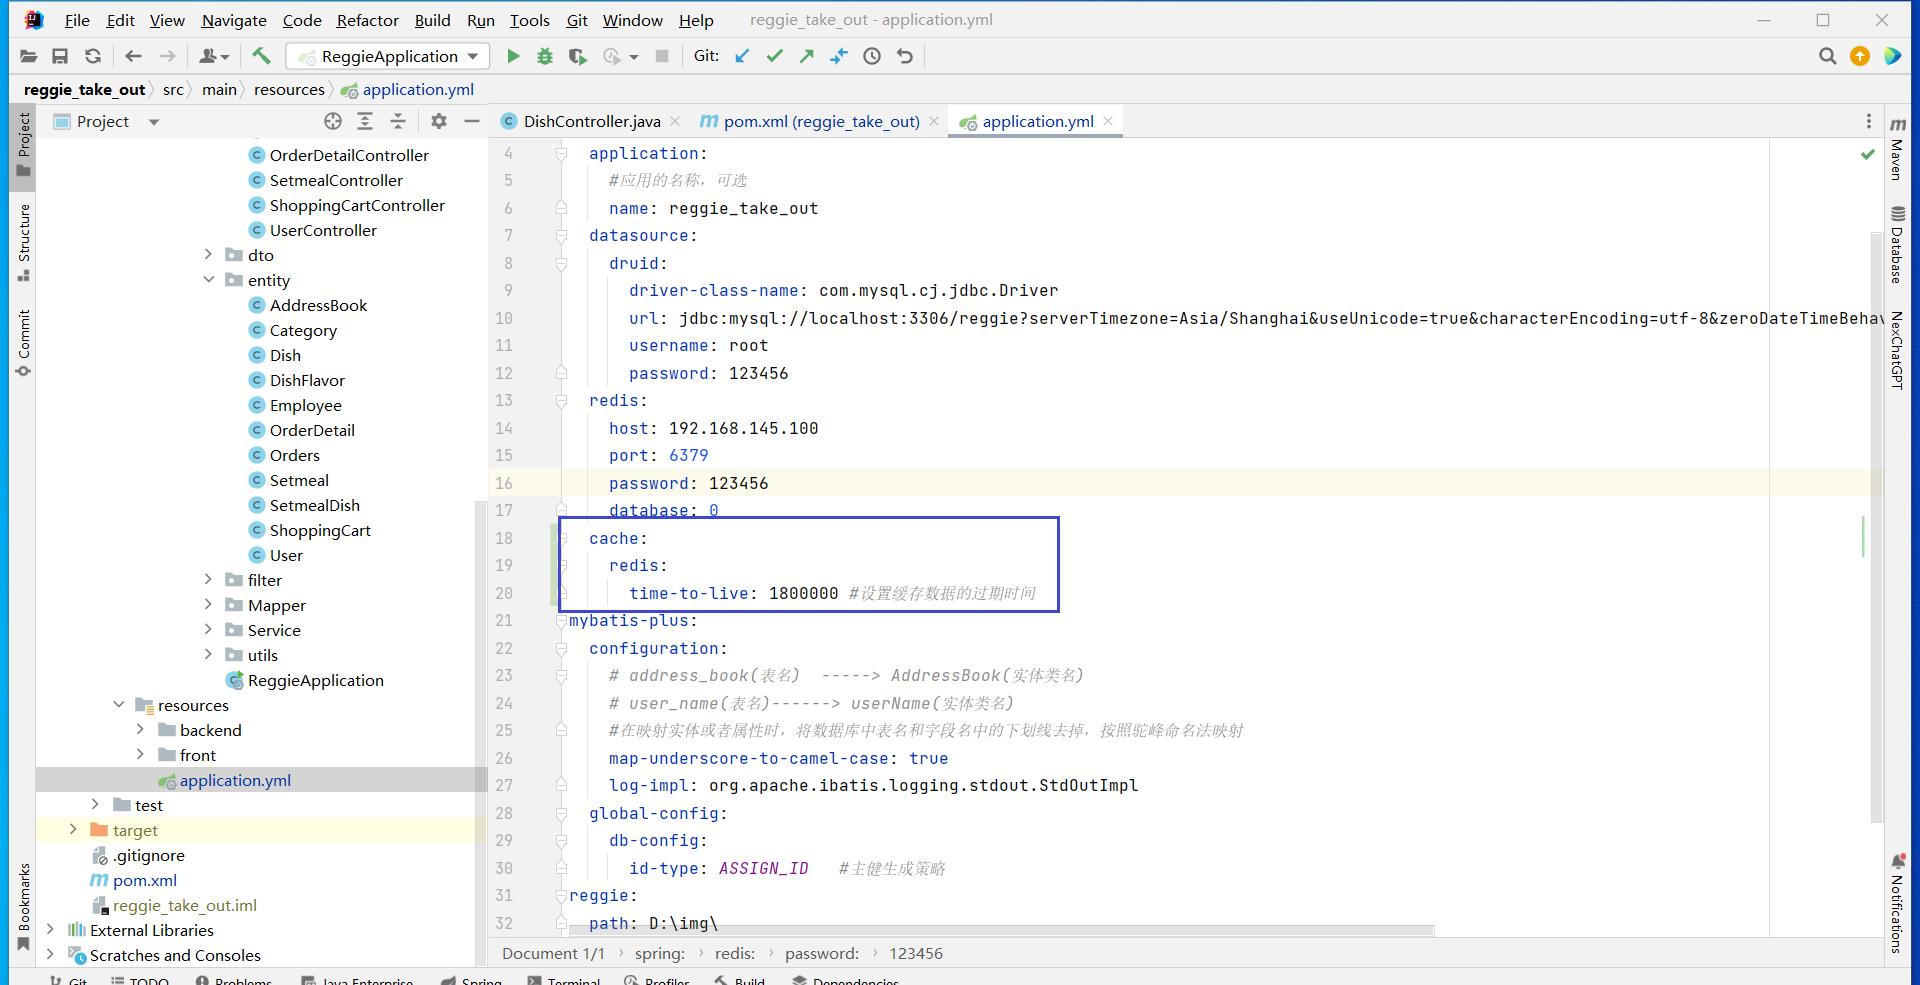 File Edit View Navigate Code Refactor Build Run Tools Git Window Help reggie_take_out - application.yml
ReggieApplication Git:
reggie_take_out src main resources application.yml
Project
DishController.java pom.xml (reggie_take_out) application.yml
OrderDetailController
SetmealController
ShoppingCartController
UserController
dto
entity
AddressBook
Category
Dish
DishFlavor
Employee
OrderDetail
Orders
Setmeal
SetmealDish
ShoppingCart
User
filter
Mapper
Service
utils
ReggieApplication
resources
backend
front
application.yml
test
target
.gitignore
pom.xml
reggie_take_out.iml
External Libraries
Scratches and Consoles
4 application:
5 #应用的名称，可选
6 name: reggie_take_out
7 datasource:
8 druid:
9 driver-class-name: com.mysql.cj.jdbc.Driver
10 url: jdbc:mysql://localhost:3306/reggie?serverTimezone=Asia/Shanghai&useUnicode=true&characterEncoding=utf-8&zeroDateTimeBehav
11 username: root
12 password: 123456
13 redis:
14 host: 192.168.145.100
15 port: 6379
16 password: 123456
17 database: 0
18 cache:
19 redis:
20 time-to-live: 1800000 #设置缓存数据的过期时间
21 mybatis-plus:
22 configuration:
23 # address_book(表名) -----> AddressBook(实体类名)
24 # user_name(表名)------> userName(实体类名)
25 #在映射实体或者属性时，将数据库中表名和字段名中的下划线去掉，按照驼峰命名法映射
26 map-underscore-to-camel-case: true
27 log-impl: org.apache.ibatis.logging.stdout.StdOutImpl
28 global-config:
29 db-config:
30 id-type: ASSIGN_ID #主健生成策略
31 reggie:
32 path: D:\img\
Document 1/1 spring: redis: password: 123456
Project
Structure
Commit
Bookmarks
Maven
Database
NexChatGPT
Notifications
Git TODO Problems Java Enterprise Spring Terminal Profiler Build Dependencies